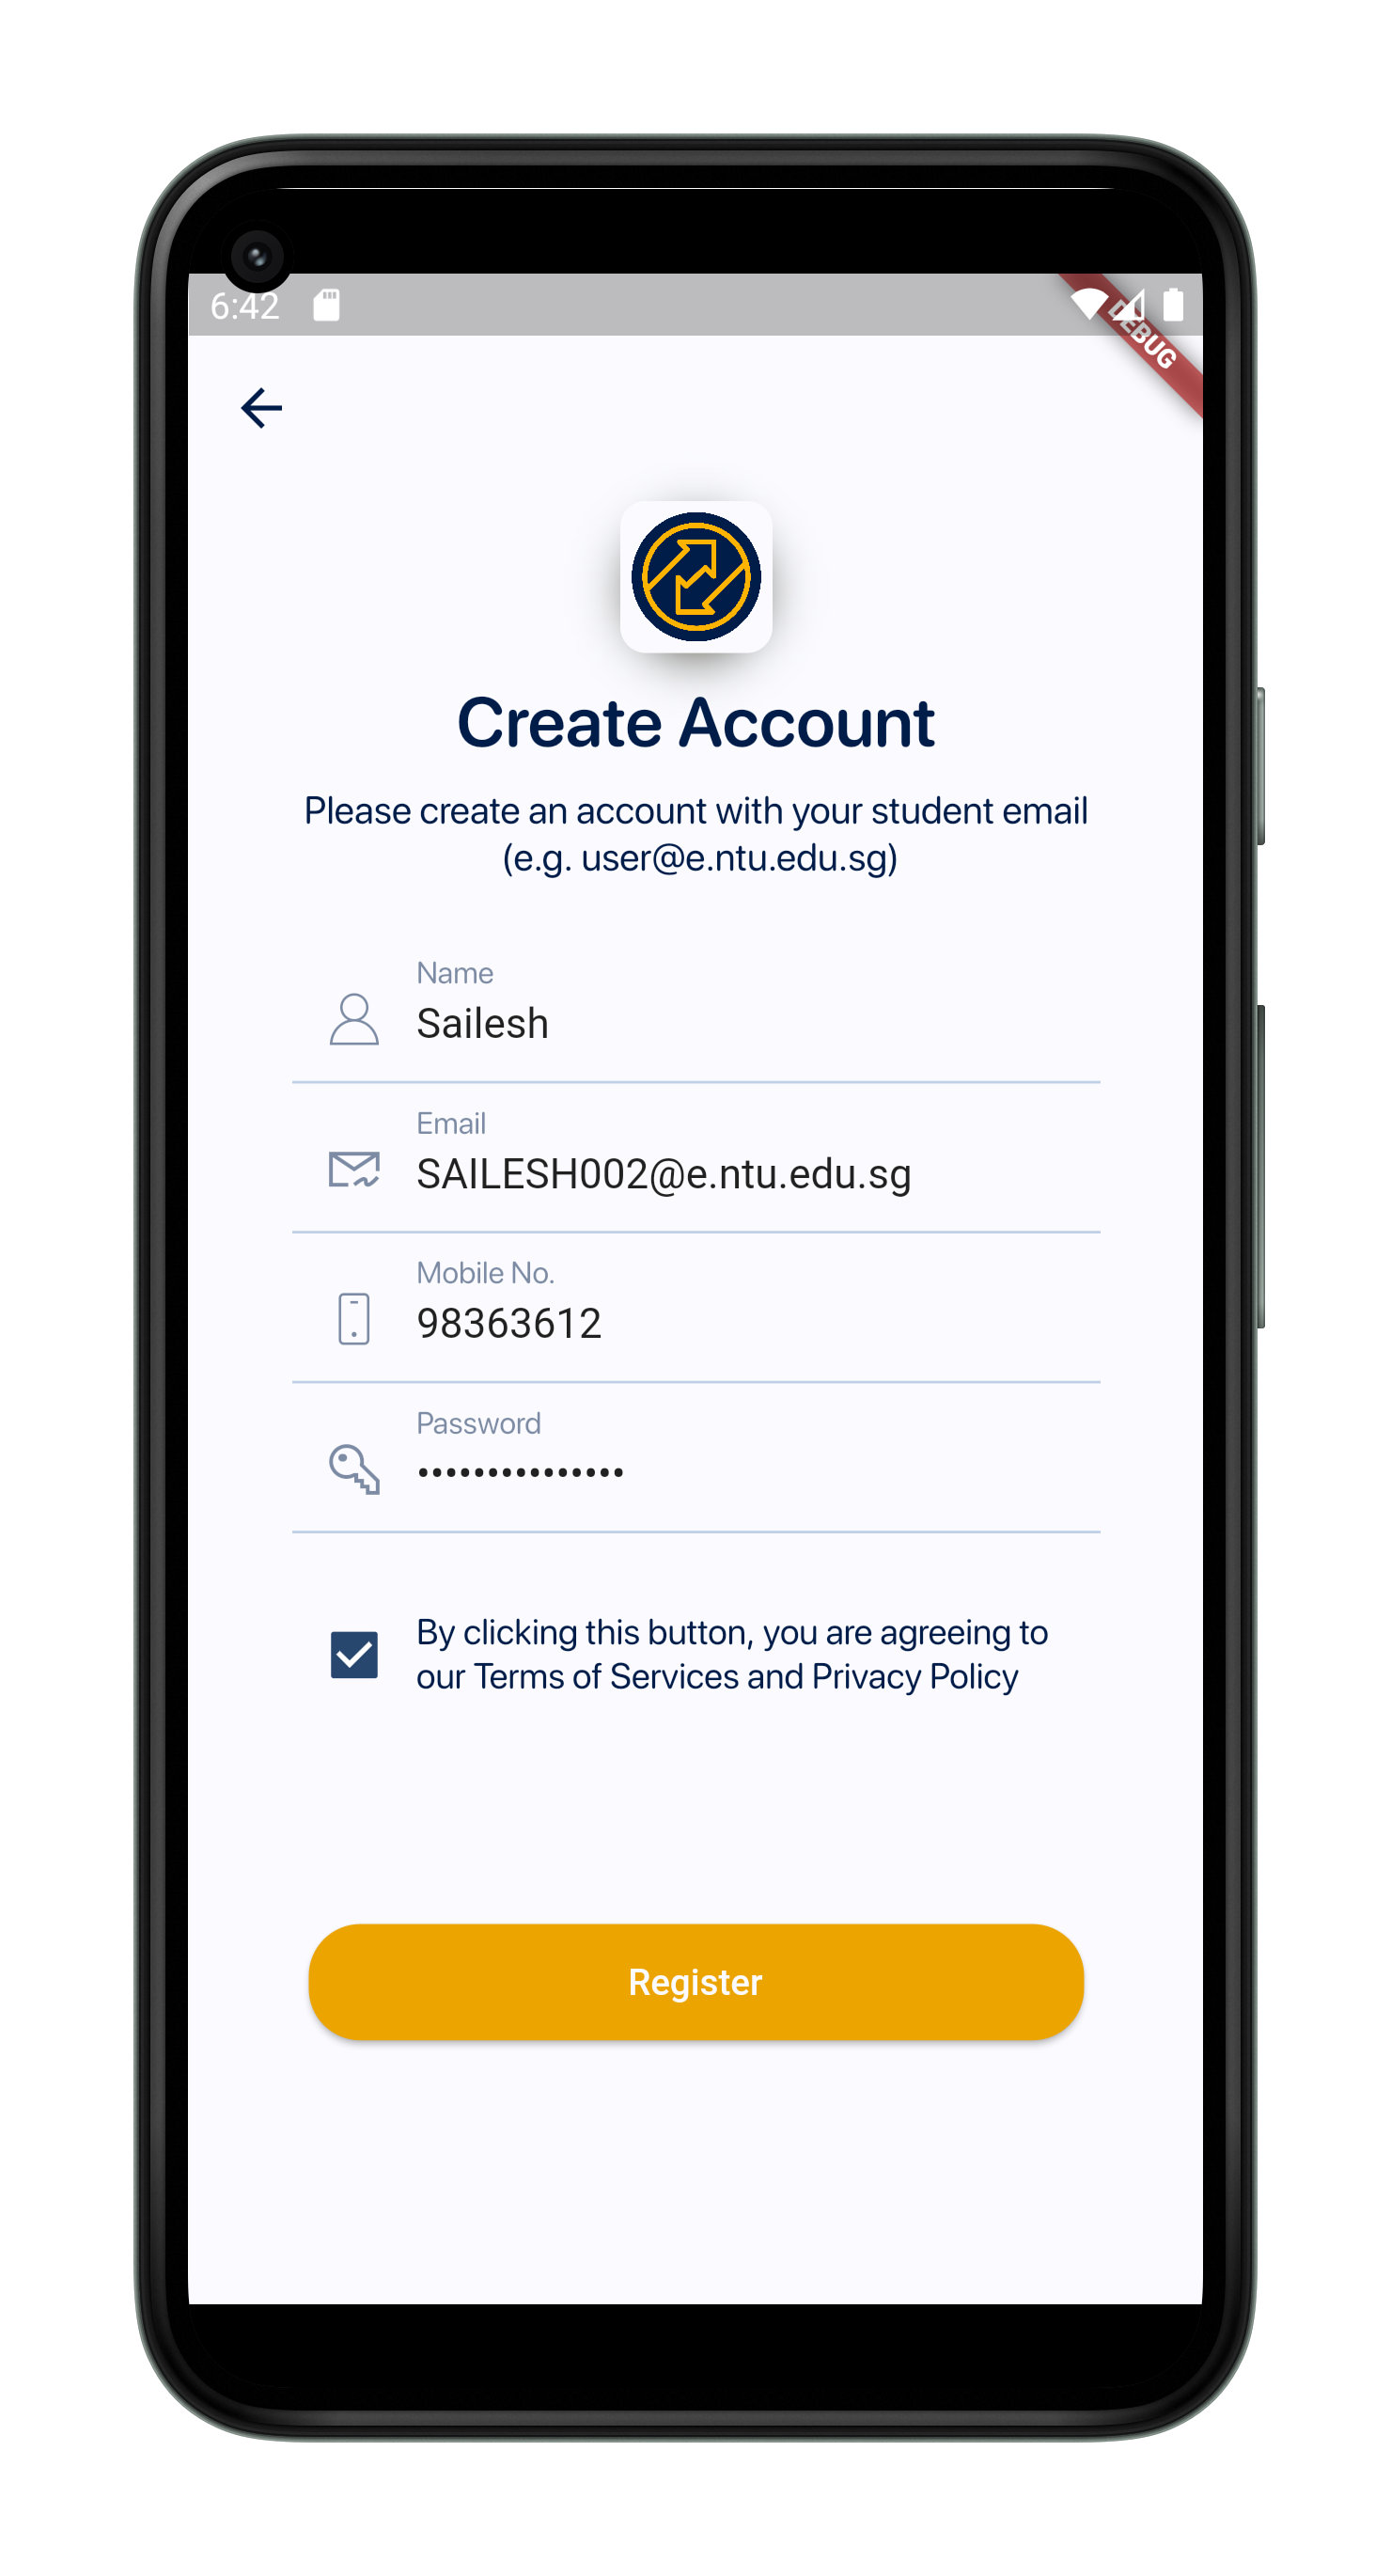 6:42
DEBUG
Create Account
Please create an account with your student email
(e.g. user@e.ntu.edu.sg)
Name
Sailesh
Email
SAILESH002@e.ntu.edu.sg
Mobile No.
98363612
Password
•••••••••••••••
By clicking this button, you are agreeing to
our Terms of Services and Privacy Policy
Register